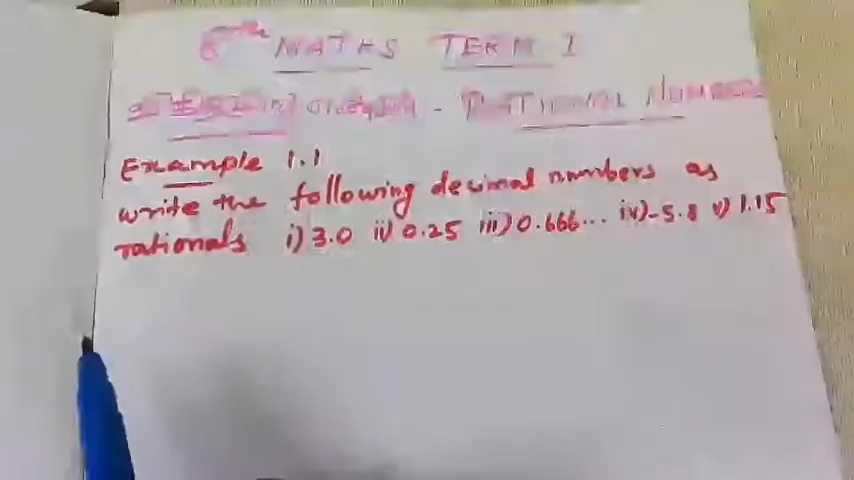 8th MATHS TERM I
- RATIONAL NUMBERS
Example 1.1
write the following decimal numbers as
rationals i) 3.0 ii) 0.25 iii) 0.666... iv) -5.8 v) 1.15